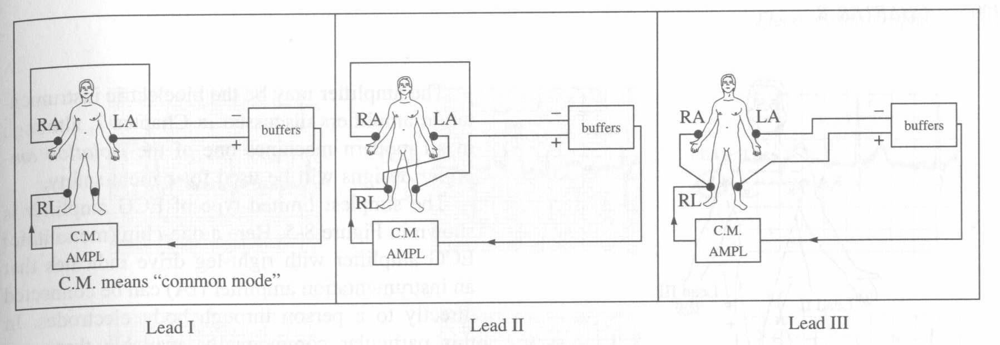 RA
A
−
+
buffers
RL
C.M.
AMPL
C.M. means “common mode”
Lead I
RA
LA
−
+
buffers
RL
C.M.
AMPL
Lead II
RA
LA
−
+
buffers
RL
C.M.
AMPL
Lead III